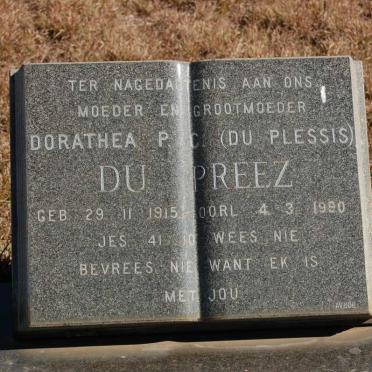 TER NAGEDAGTENIS AAN ONS
MOEDER EN GROOTMOEDER
DORATHEA P. C. (DU PLESSIS)
DU PREEZ
GEB. 29. 11. 1915. OORL. 4. 3. 1990
JES. 41:10 WEES NIE
BEVREES NIE WANT EK IS
MET JOU